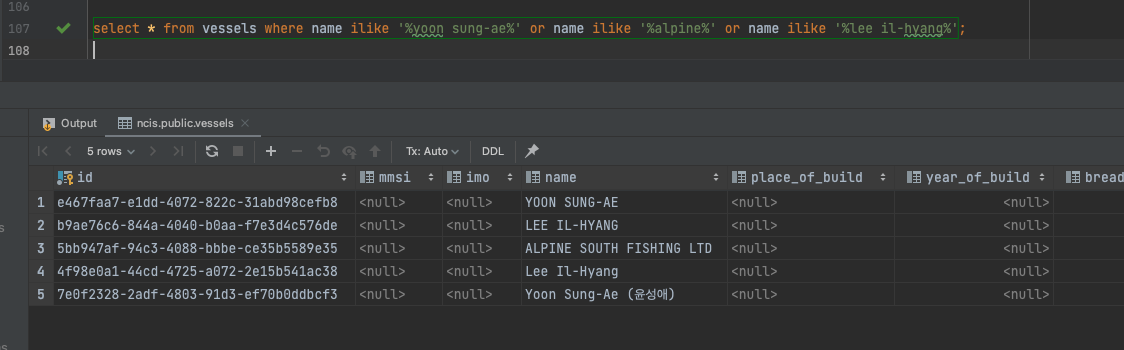 106
107 select * from vessels where name ilike '%yoon sung-ae%' or name ilike '%alpine%' or name ilike '%lee il-hyang%';
108
Output ncis.public.vessels
5 rows Tx: Auto DDL
id mmsi imo name place_of_build year_of_build bread
1 e467faa7-e1dd-4072-822c-31abd98cefb8 <null> <null> YOON SUNG-AE <null> <null>
2 b9ae76c6-844a-4040-b0aa-f7e3d4c576de <null> <null> LEE IL-HYANG <null> <null>
3 5bb947af-94c3-4088-bbbe-ce35b5589e35 <null> <null> ALPINE SOUTH FISHING LTD <null> <null>
4 4f98e0a1-44cd-4725-a072-2e15b541ac38 <null> <null> Lee Il-Hyang <null> <null>
5 7e0f2328-2adf-4803-91d3-ef70b0ddbcf3 <null> <null> Yoon Sung-Ae (윤성애) <null> <null>